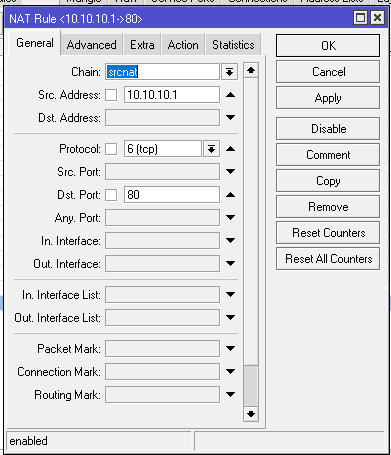 NAT Rule <10.10.10.1->80>
General Advanced Extra Action Statistics
Chain: srcnat
Src. Address: 10.10.10.1
Dst. Address:
Protocol: 6 (tcp)
Src. Port:
Dst. Port: 80
Any. Port:
In. Interface:
Out. Interface:
In. Interface List:
Out. Interface List:
Packet Mark:
Connection Mark:
Routing Mark:
OK
Cancel
Apply
Disable
Comment
Copy
Remove
Reset Counters
Reset All Counters
enabled